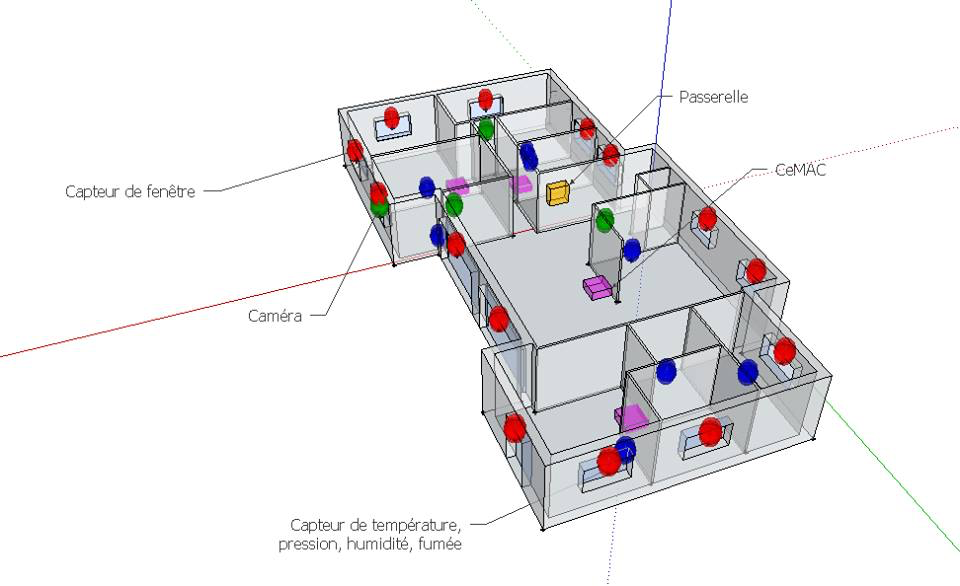 Passerelle
CeMAC
Capteur de fenêtre
Caméra
Capteur de température,
pression, humidité, fumée